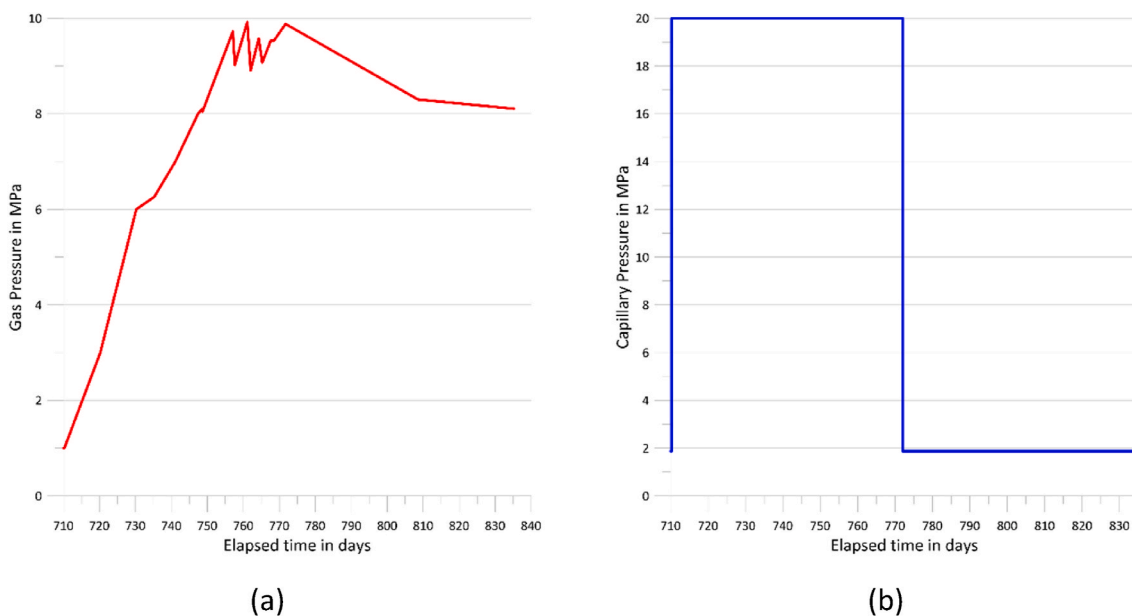 10
8
6
4
2
0
Gas Pressure in MPa
710 720 730 740 750 760 770 780 790 800 810 820 830 840
Elapsed time in days
(a)
20
18
16
14
12
20
8
6
4
2
0
Capillary Pressure in MPa
710 720 730 740 750 760 770 780 790 800 810 820 830
Elapsed time in days
(b)